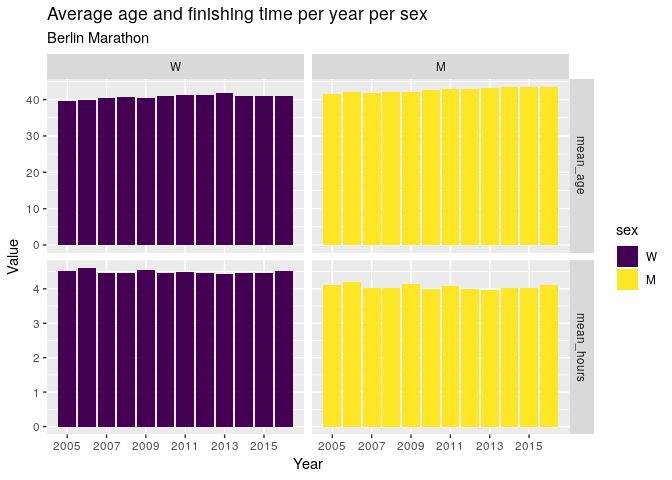 Average age and finishing time per year per sex
Berlin Marathon
W
M
40
30
20
10
0
mean_age
Value
sex
W
M
4
3
2
1
0
mean_hours
2005 2007 2009 2011 2013 2015
2005 2007 2009 2011 2013 2015
Year